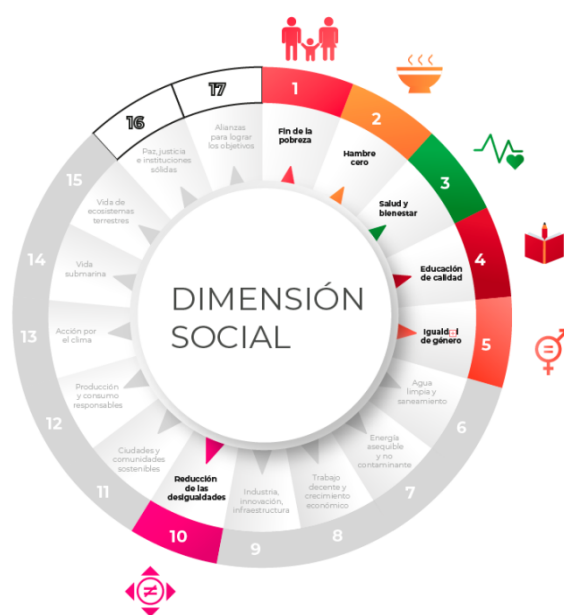 DIMENSIÓN
SOCIAL
1
Fin de la
pobreza
2
Hambre
cero
3
Salud y
bienestar
4
Educación
de calidad
5
Igualdad
de género
6
Agua
limpia y
saneamiento
7
Energía
asequible
y no
contaminante
8
Trabajo
decente y
crecimiento
económico
9
Industria,
innovación,
infraestructura
10
Reducción
de las
desigualdades
11
Ciudades y
comunidades
sostenibles
12
Producción
y consumo
responsables
13
Acción por
el clima
14
Vida
submarina
15
Vida de
ecosistemas
terrestres
16
Paz, justicia
e instituciones
sólidas
17
Alianzas
para lograr
los objetivos